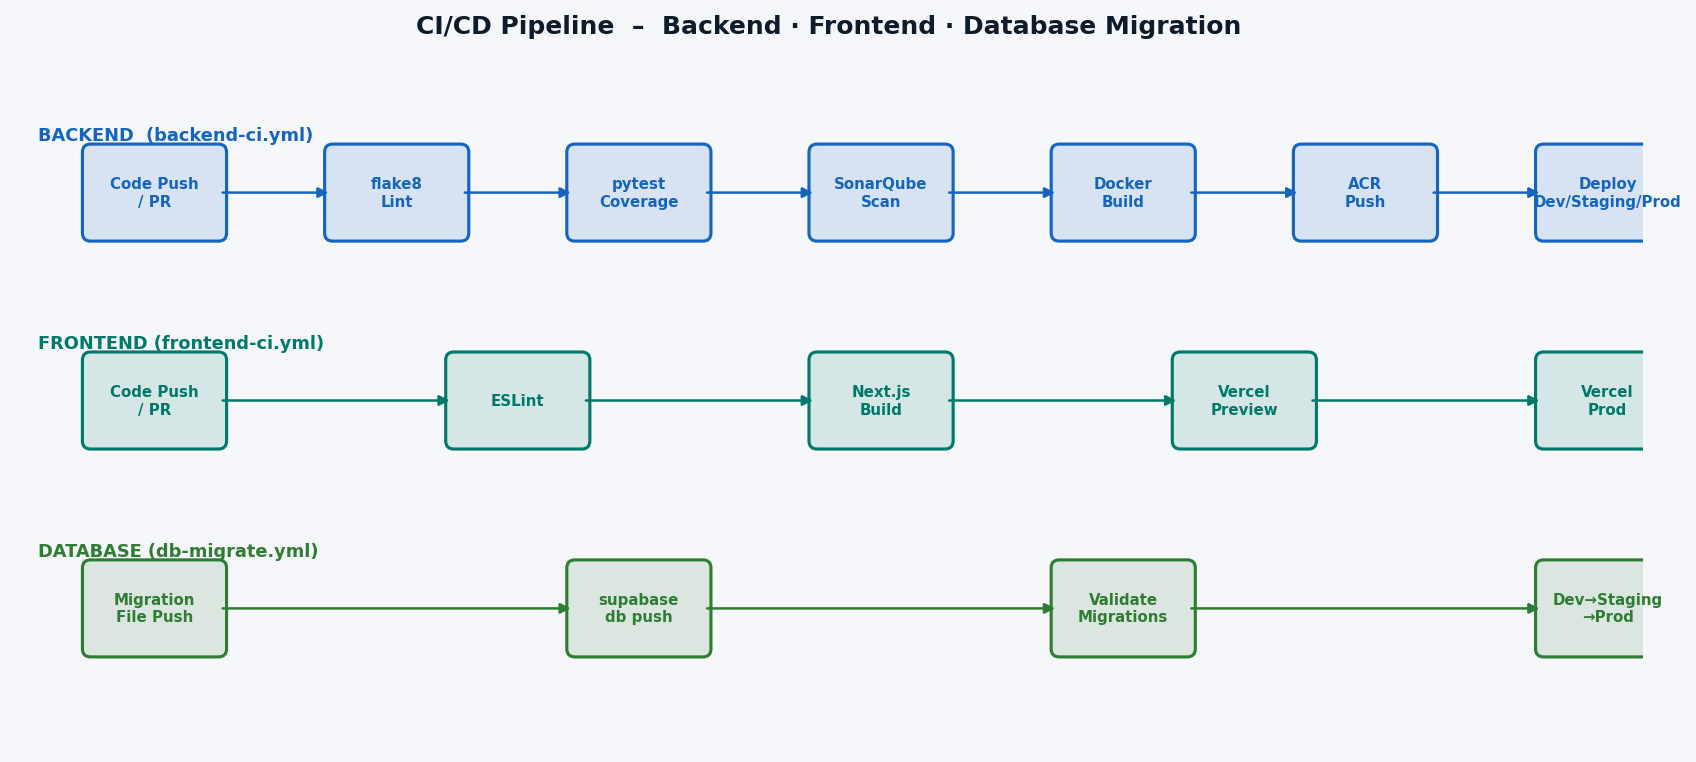 CI/CD Pipeline – Backend · Frontend · Database Migration
BACKEND (backend-ci.yml)
Code Push
/ PR
flake8
Lint
pytest
Coverage
SonarQube
Scan
Docker
Build
ACR
Push
Deploy
Dev/Staging/Prod
FRONTEND (frontend-ci.yml)
Code Push
/ PR
ESLint
Next.js
Build
Vercel
Preview
Vercel
Prod
DATABASE (db-migrate.yml)
Migration
File Push
supabase
db push
Validate
Migrations
Dev→Staging
→Prod